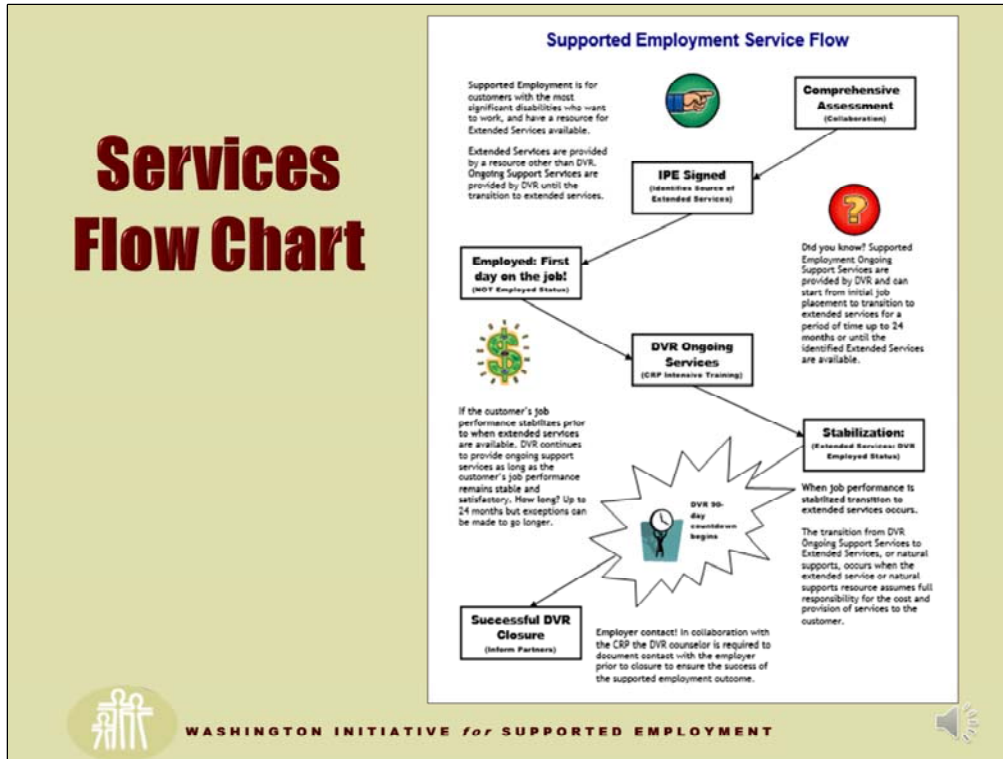 Services
Flow Chart
Supported Employment Service Flow
Supported Employment is for
customers with the most
significant disabilities who want
to work, and have a resource for
Extended Services available.
Extended Services are provided
by a resource other than DVR.
Ongoing Support Services are
provided by DVR until the
transition to extended services.
Comprehensive
Assessment
(Collaboration)
IPE Signed
(Identifies Source of
Extended Services)
?
Did you know? Supported
Employment Ongoing
Support Services are
provided by DVR and can
start from initial job
placement to transition to
extended services for a
period of time up to 24
months or until the
identified Extended Services
are available.
Employed: First
day on the job!
(NOT Employed Status)
$
DVR Ongoing
Services
(CRP Intensive Training)
If the customer's job
performance stabilizes prior
to when extended services
are available. DVR continues
to provide ongoing support
services as long as the
customer's job performance
remains stable and
satisfactory. How long? Up to
24 months but exceptions can
be made to go longer.
Stabilization:
(Extended Services: DVR
Employed Status)
When job performance is
stabilized transition to
extended services occurs.
The transition from DVR
Ongoing Support Services to
Extended Services, or natural
supports, occurs when the
extended service or natural
supports resource assumes full
responsibility for the cost and
provision of services to the
customer.
DVR 90-
day
countdown
begins
Successful DVR
Closure
(Inform Partners)
Employer contact! In collaboration with
the CRP the DVR counselor is required to
document contact with the employer
prior to closure to ensure the success of
the supported employment outcome.
WASHINGTON INITIATIVE for SUPPORTED EMPLOYMENT